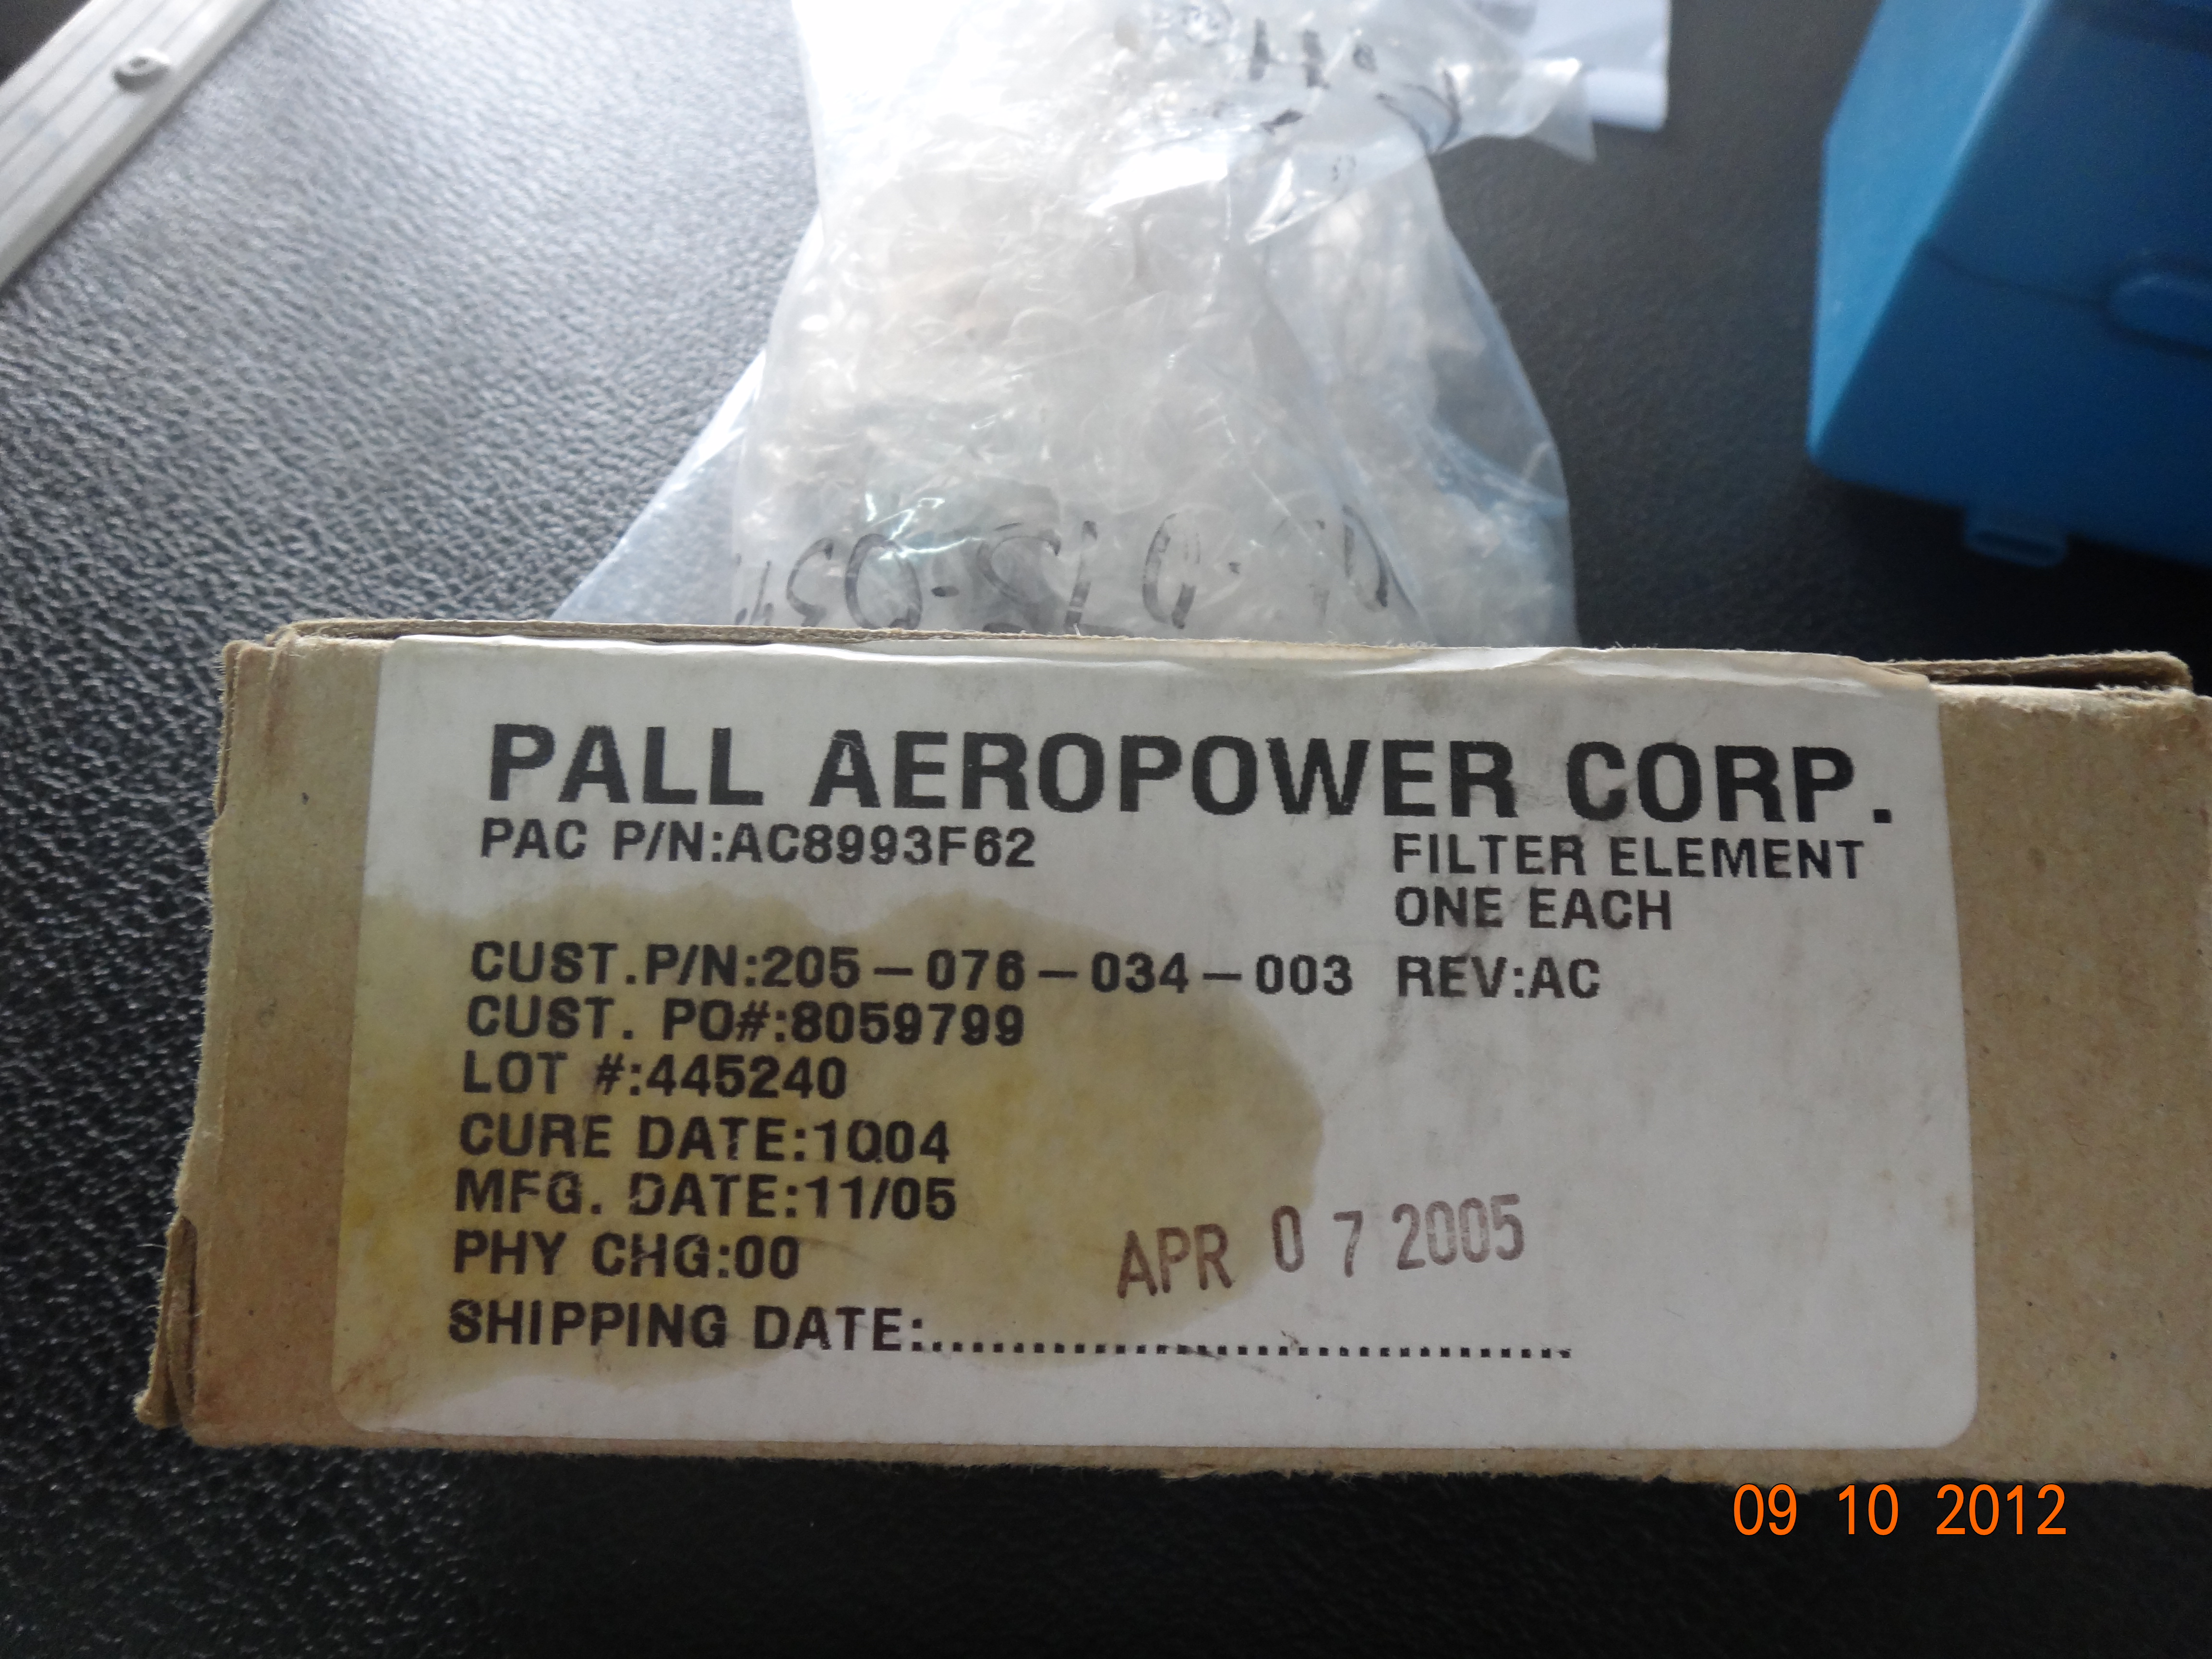 PALL AEROPOWER CORP.
PAC P/N:AC8993F62
FILTER ELEMENT
ONE EACH
CUST.P/N:205-076-034-003 REV:AC
CUST. PO#:8059799
LOT #:445240
CURE DATE:1Q04
MFG. DATE:11/05
PHY CHG:00
APR 07 2005
SHIPPING DATE:
09 10 2012